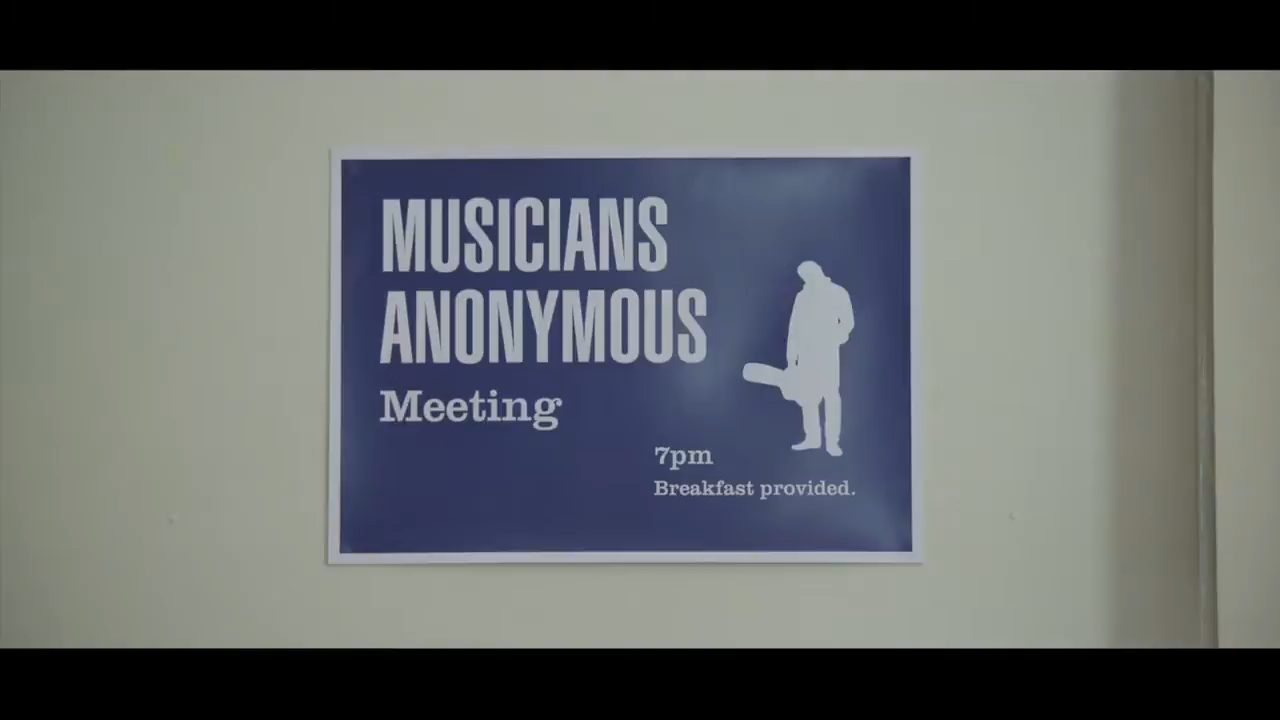 MUSICIANS
ANONYMOUS
Meeting
7pm
Breakfast provided.